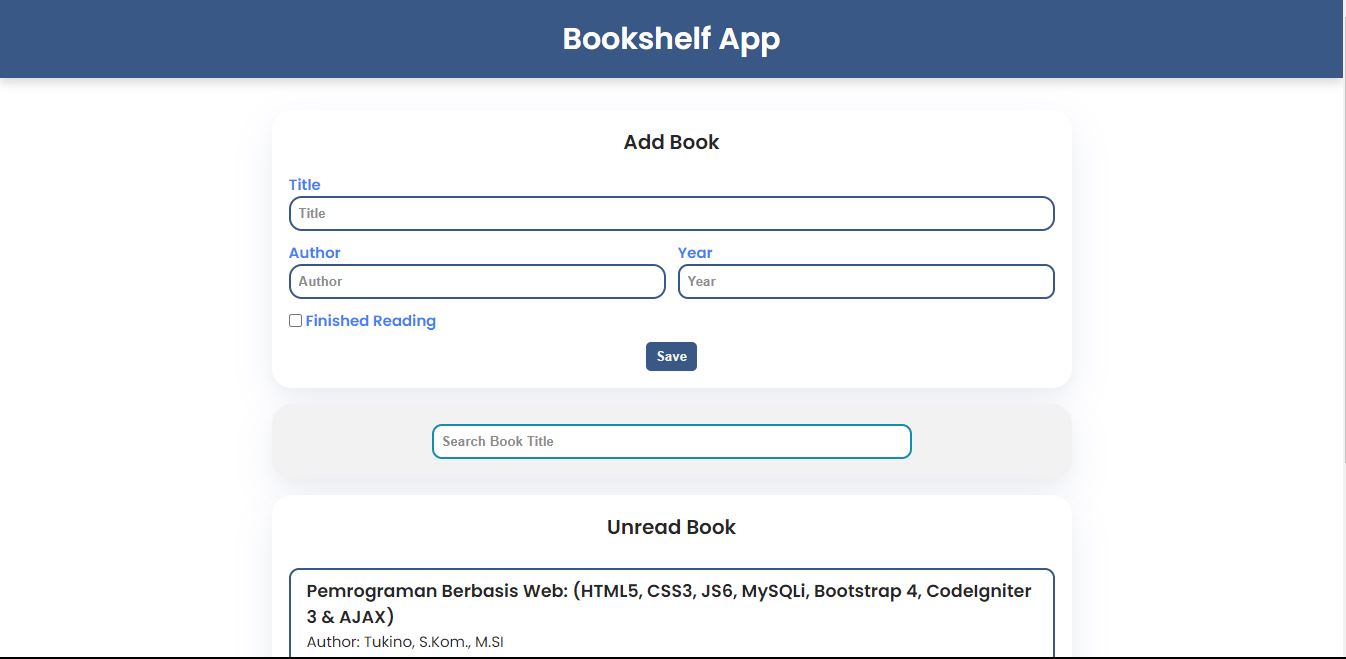 Bookshelf App
Add Book
Title
Title
Author
Year
Author
Year
Finished Reading
Save
Search Book Title
Unread Book
Pemrograman Berbasis Web: (HTML5, CSS3, JS6, MySQLi, Bootstrap 4, CodeIgniter
3 & AJAX)
Author: Tukino, S.Kom., M.SI